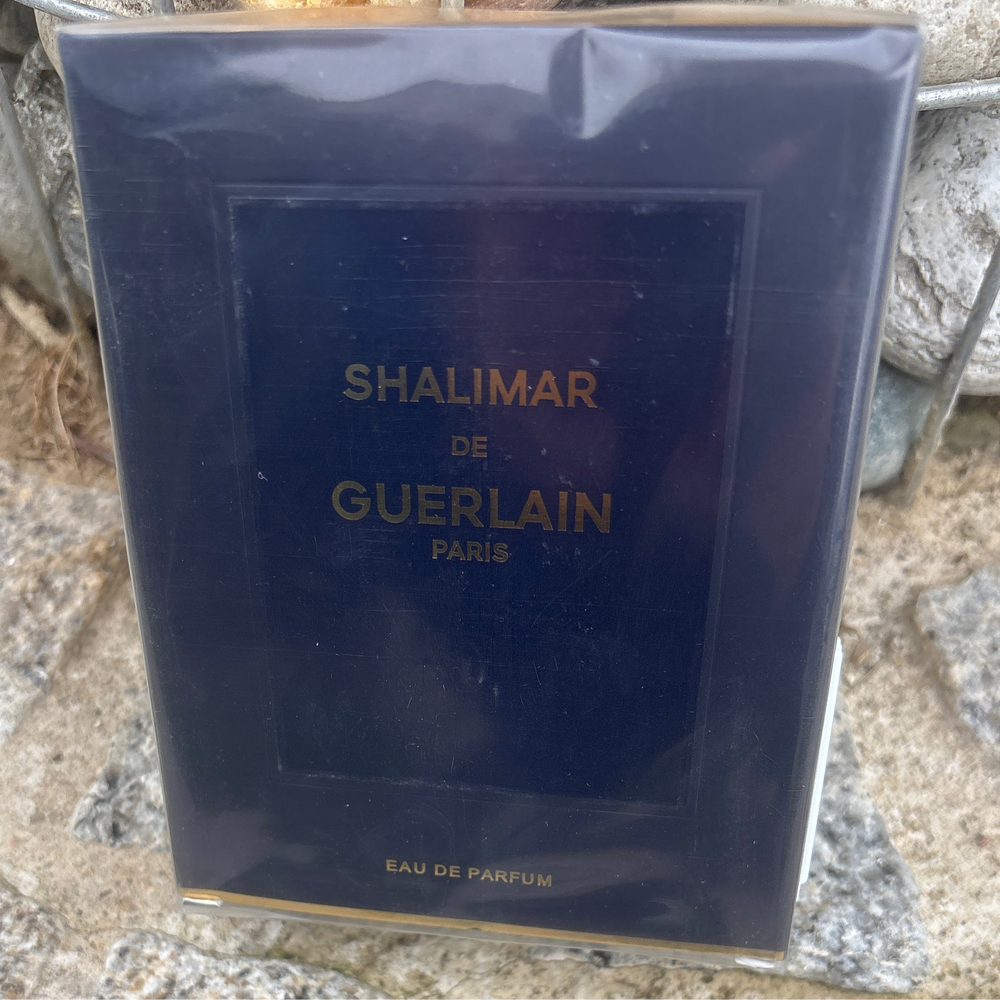 SHALIMAR
DE
GUERLAIN
PARIS
EAU DE PARFUM